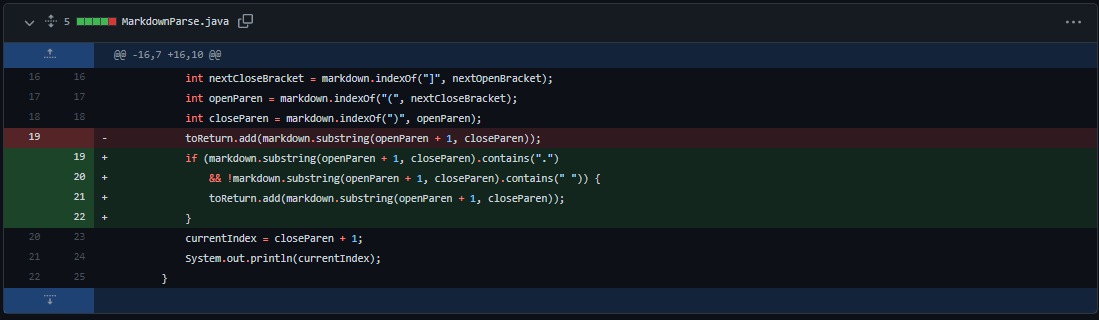 5 MarkdownParse.java
@@ -16,7 +16,10 @@
16 16 int nextCloseBracket = markdown.indexOf("]", nextOpenBracket);
17 17 int openParen = markdown.indexOf("(", nextCloseBracket);
18 18 int closeParen = markdown.indexOf(")", openParen);
19 - toReturn.add(markdown.substring(openParen + 1, closeParen));
19 + if (markdown.substring(openParen + 1, closeParen).contains(".")
20 + && !markdown.substring(openParen + 1, closeParen).contains(" ")) {
21 + toReturn.add(markdown.substring(openParen + 1, closeParen));
22 + }
20 23 currentIndex = closeParen + 1;
21 24 System.out.println(currentIndex);
22 25 }